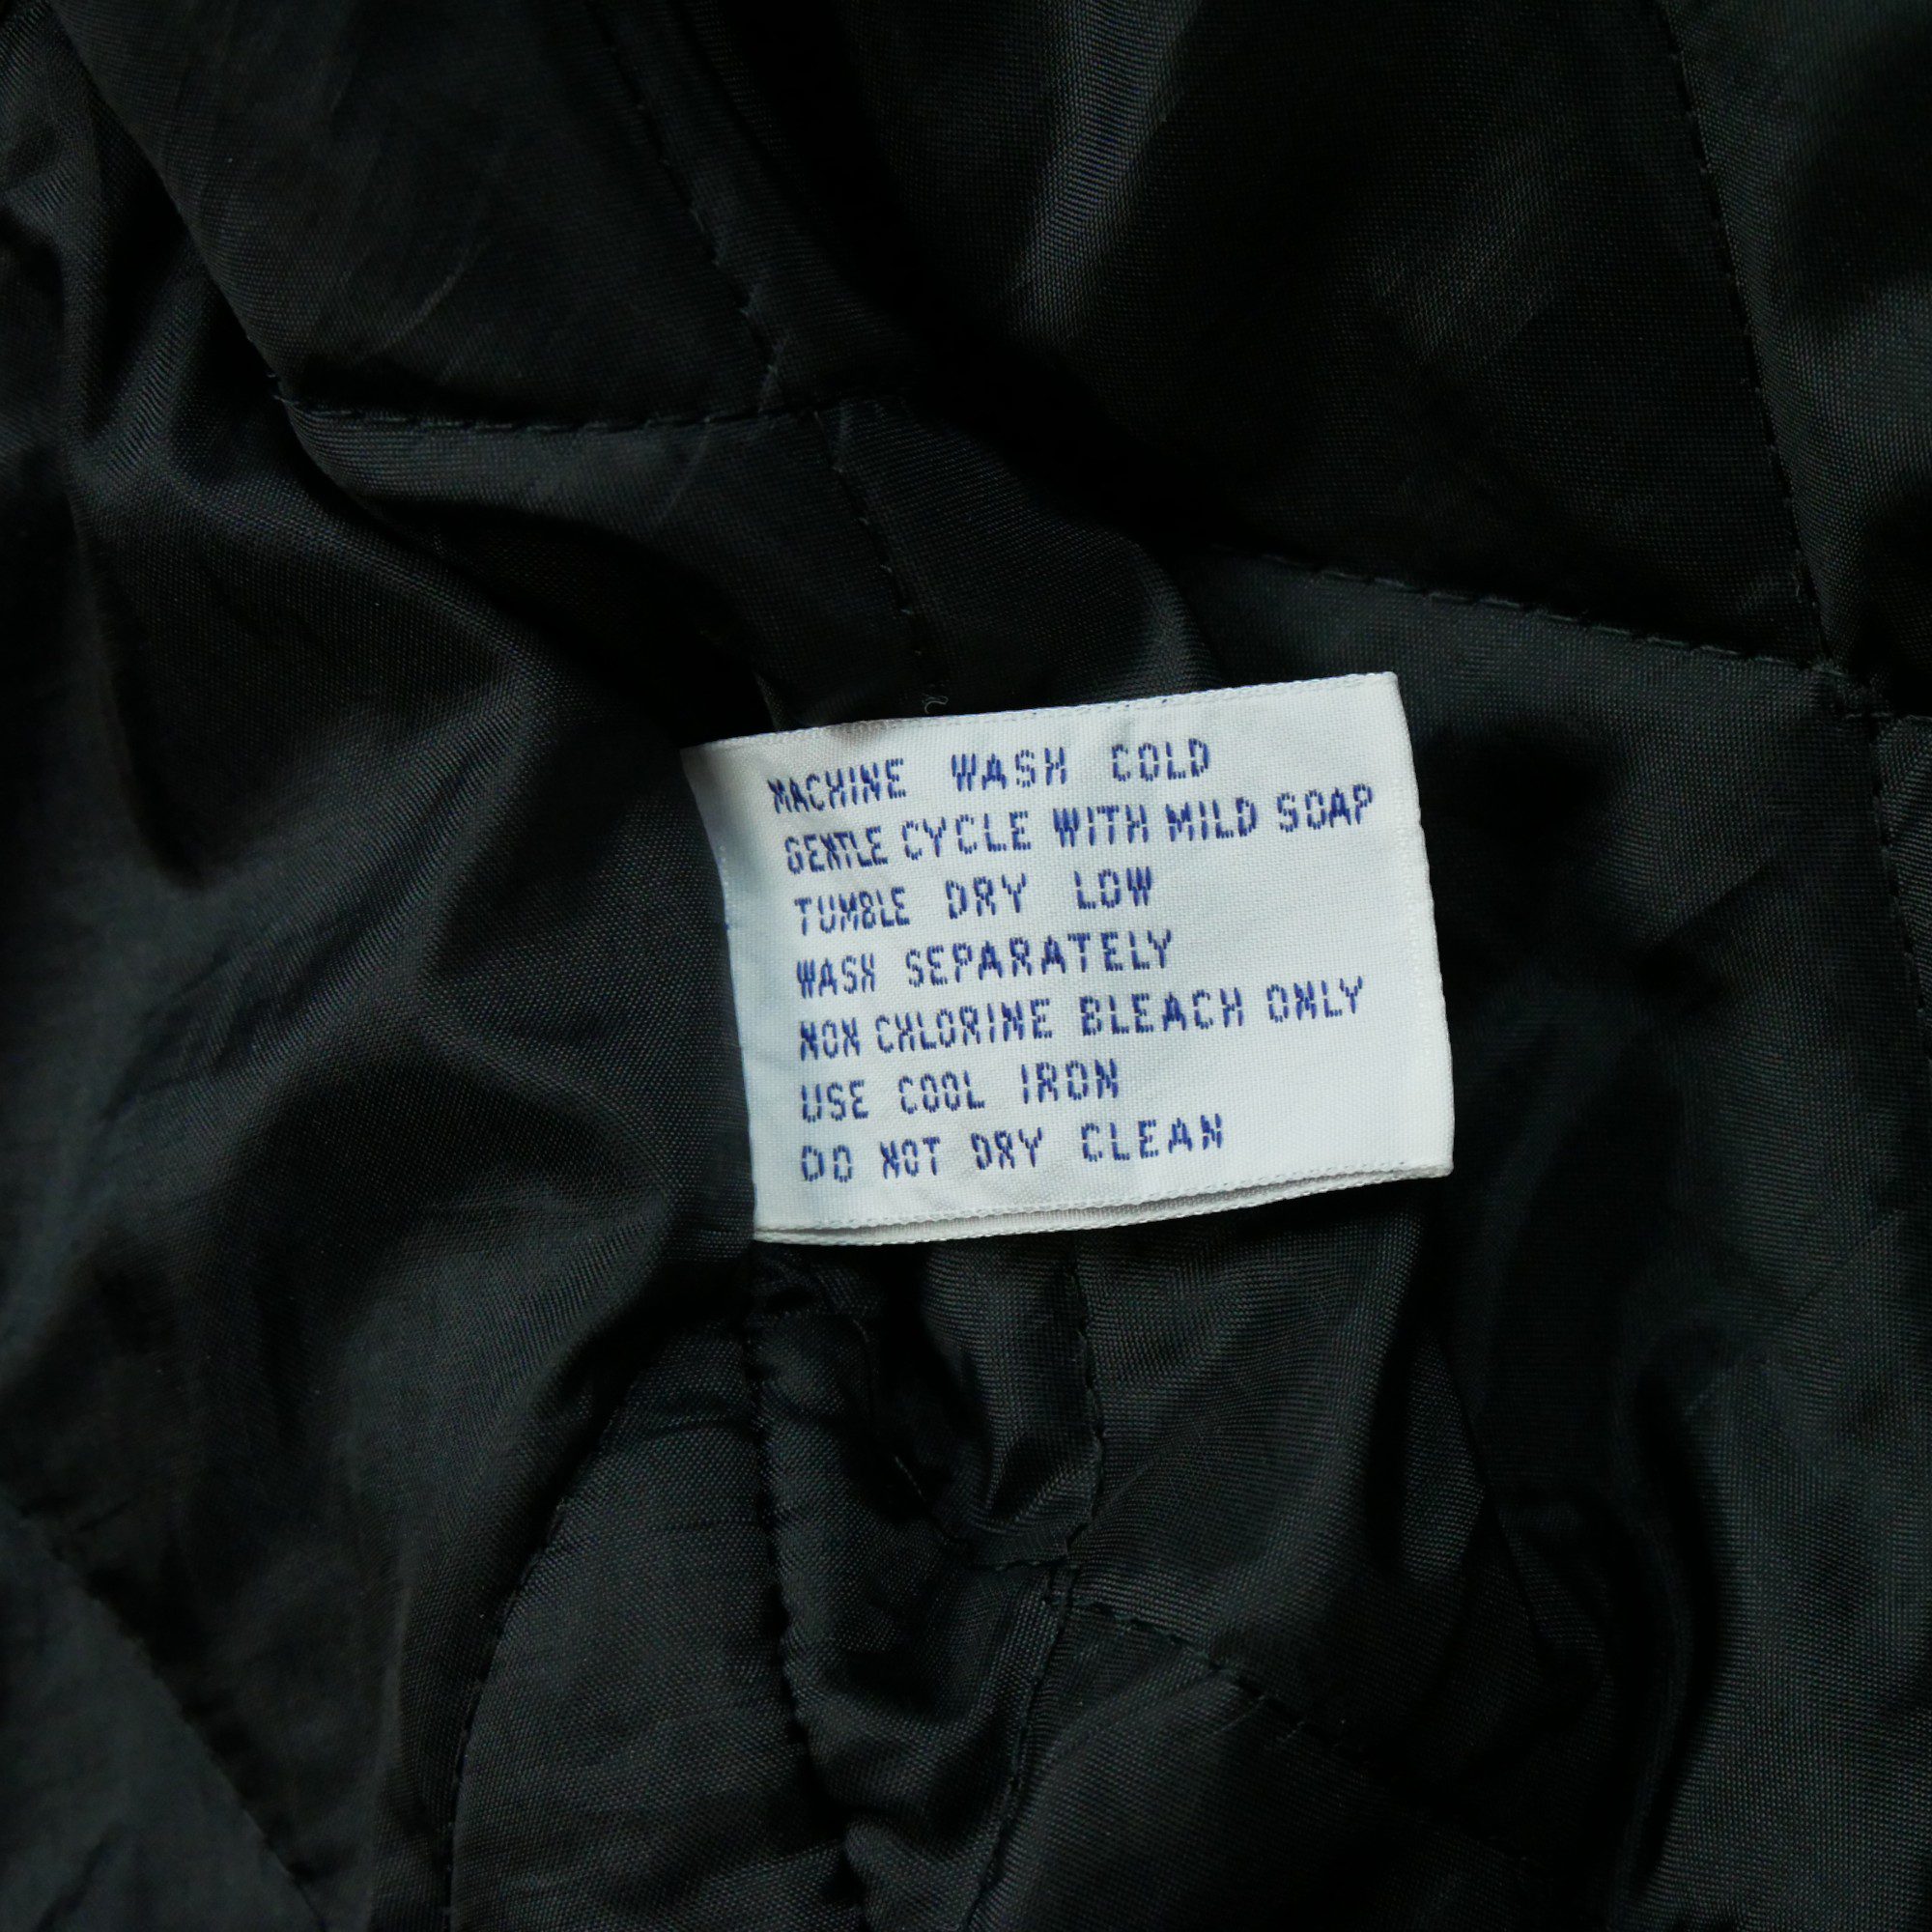 MACHINE WASH COLD
GENTLE CYCLE WITH MILD SOAP
TUMBLE DRY LOW
WASH SEPARATELY
NON CHLORINE BLEACH ONLY
USE COOL IRON
DO NOT DRY CLEAN